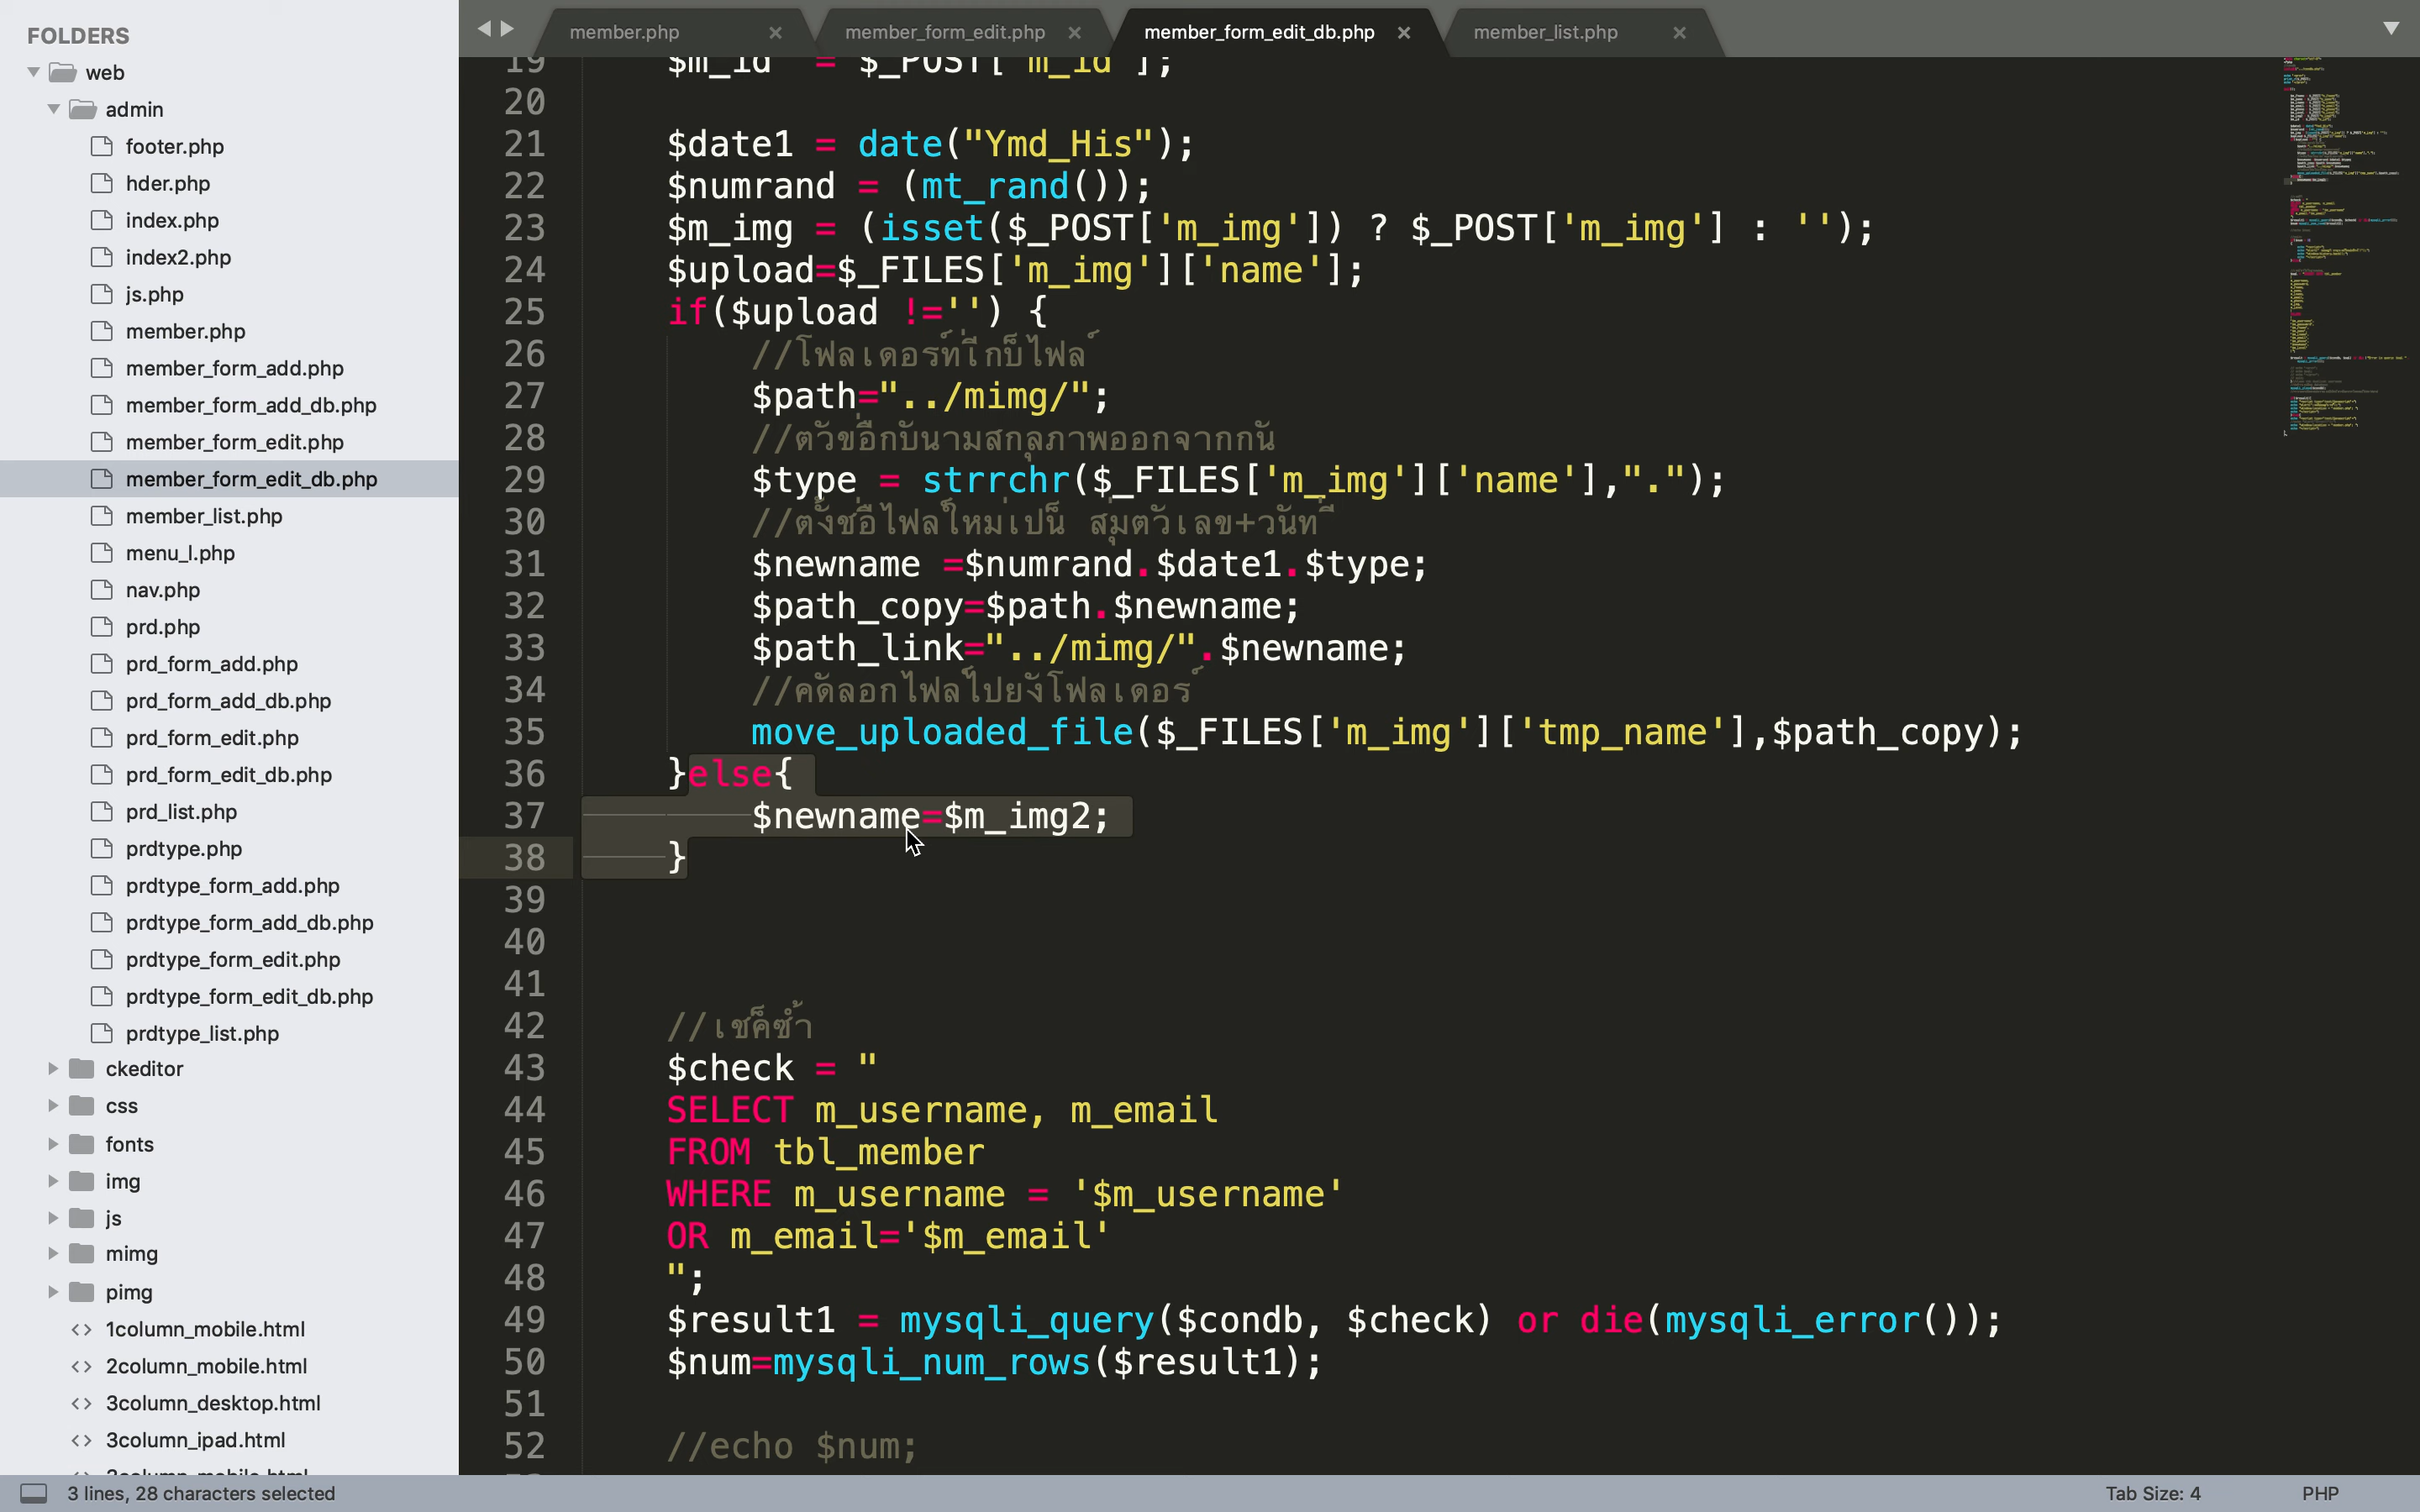 member.php
member_form_edit.php
member_form_edit_db.php
member_list.php
FOLDERS
web
admin
footer.php
hder.php
index.php
index2.php
js.php
member.php
member_form_add.php
member_form_add_db.php
member_form_edit.php
member_form_edit_db.php
member_list.php
menu_l.php
nav.php
prd.php
prd_form_add.php
prd_form_add_db.php
prd_form_edit.php
prd_form_edit_db.php
prd_list.php
prdtype.php
prdtype_form_add.php
prdtype_form_add_db.php
prdtype_form_edit.php
prdtype_form_edit_db.php
prdtype_list.php
ckeditor
css
fonts
img
js
mimg
pimg
1column_mobile.html
2column_mobile.html
3column_desktop.html
3column_ipad.html
19 $m_id = $_POST['m_id'];
20
21 $date1 = date("Ymd_His");
22 $numrand = (mt_rand());
23 $m_img = (isset($_POST['m_img']) ? $_POST['m_img'] : '');
24 $upload=$_FILES['m_img']['name'];
25 if($upload !='') {
26 //โฟลเดอร์ที่เก็บไฟล์
27 $path="../mimg/";
28 //ตัวขื่อกับนามสกุลภาพออกจากกัน
29 $type = strrchr($_FILES['m_img']['name'],".");
30 //ตั้งชื่อไฟล์ใหม่เป็น สุ่มตัวเลข+วันที่
31 $newname =$numrand.$date1.$type;
32 $path_copy=$path.$newname;
33 $path_link="../mimg/".$newname;
34 //คัดลอกไฟล์ไปยังโฟลเดอร์
35 move_uploaded_file($_FILES['m_img']['tmp_name'],$path_copy);
36 }else{
37 $newname=$m_img2;
38 }
39
40
41
42 //เช็คซ้ำ
43 $check = "
44 SELECT m_username, m_email
45 FROM tbl_member
46 WHERE m_username = '$m_username'
47 OR m_email='$m_email'
48 ";
49 $result1 = mysqli_query($condb, $check) or die(mysqli_error());
50 $num=mysqli_num_rows($result1);
51
52 //echo $num;
3 lines, 28 characters selected
Tab Size: 4
PHP